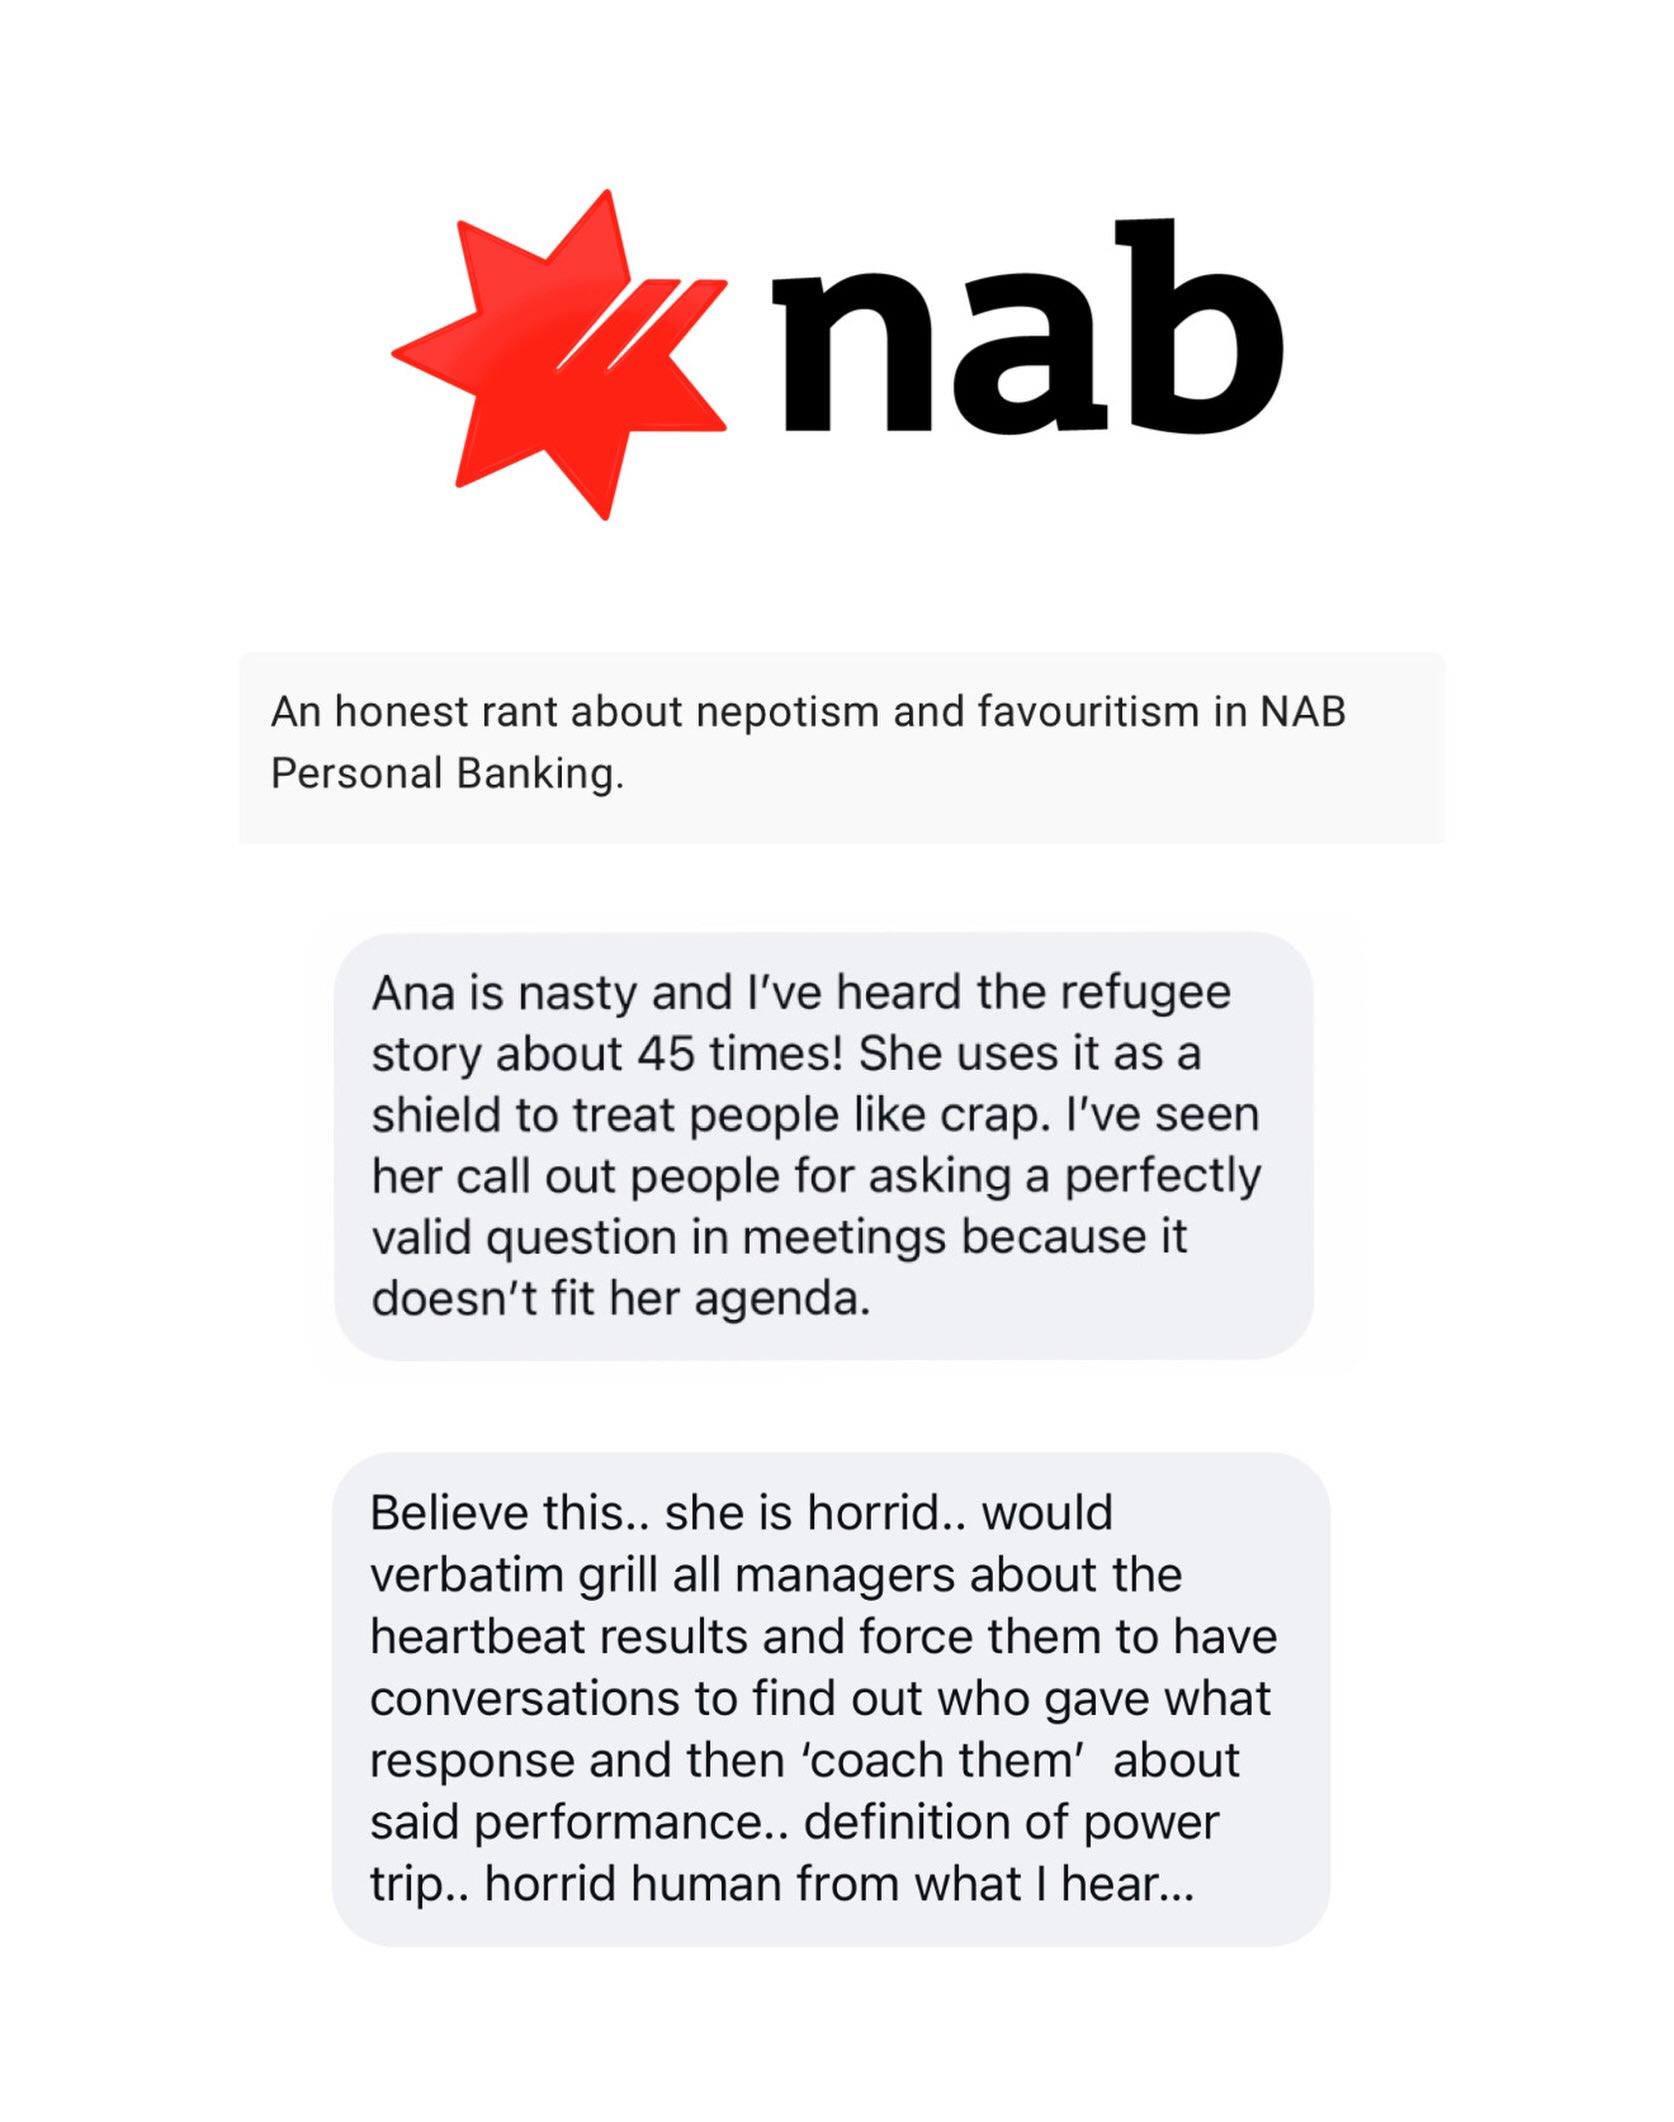 nab
An honest rant about nepotism and favouritism in NAB
Personal Banking.
Ana is nasty and I’ve heard the refugee
story about 45 times! She uses it as a
shield to treat people like crap. I’ve seen
her call out people for asking a perfectly
valid question in meetings because it
doesn’t fit her agenda.
Believe this.. she is horrid.. would
verbatim grill all managers about the
heartbeat results and force them to have
conversations to find out who gave what
response and then ‘coach them’  about
said performance.. definition of power
trip.. horrid human from what I hear...